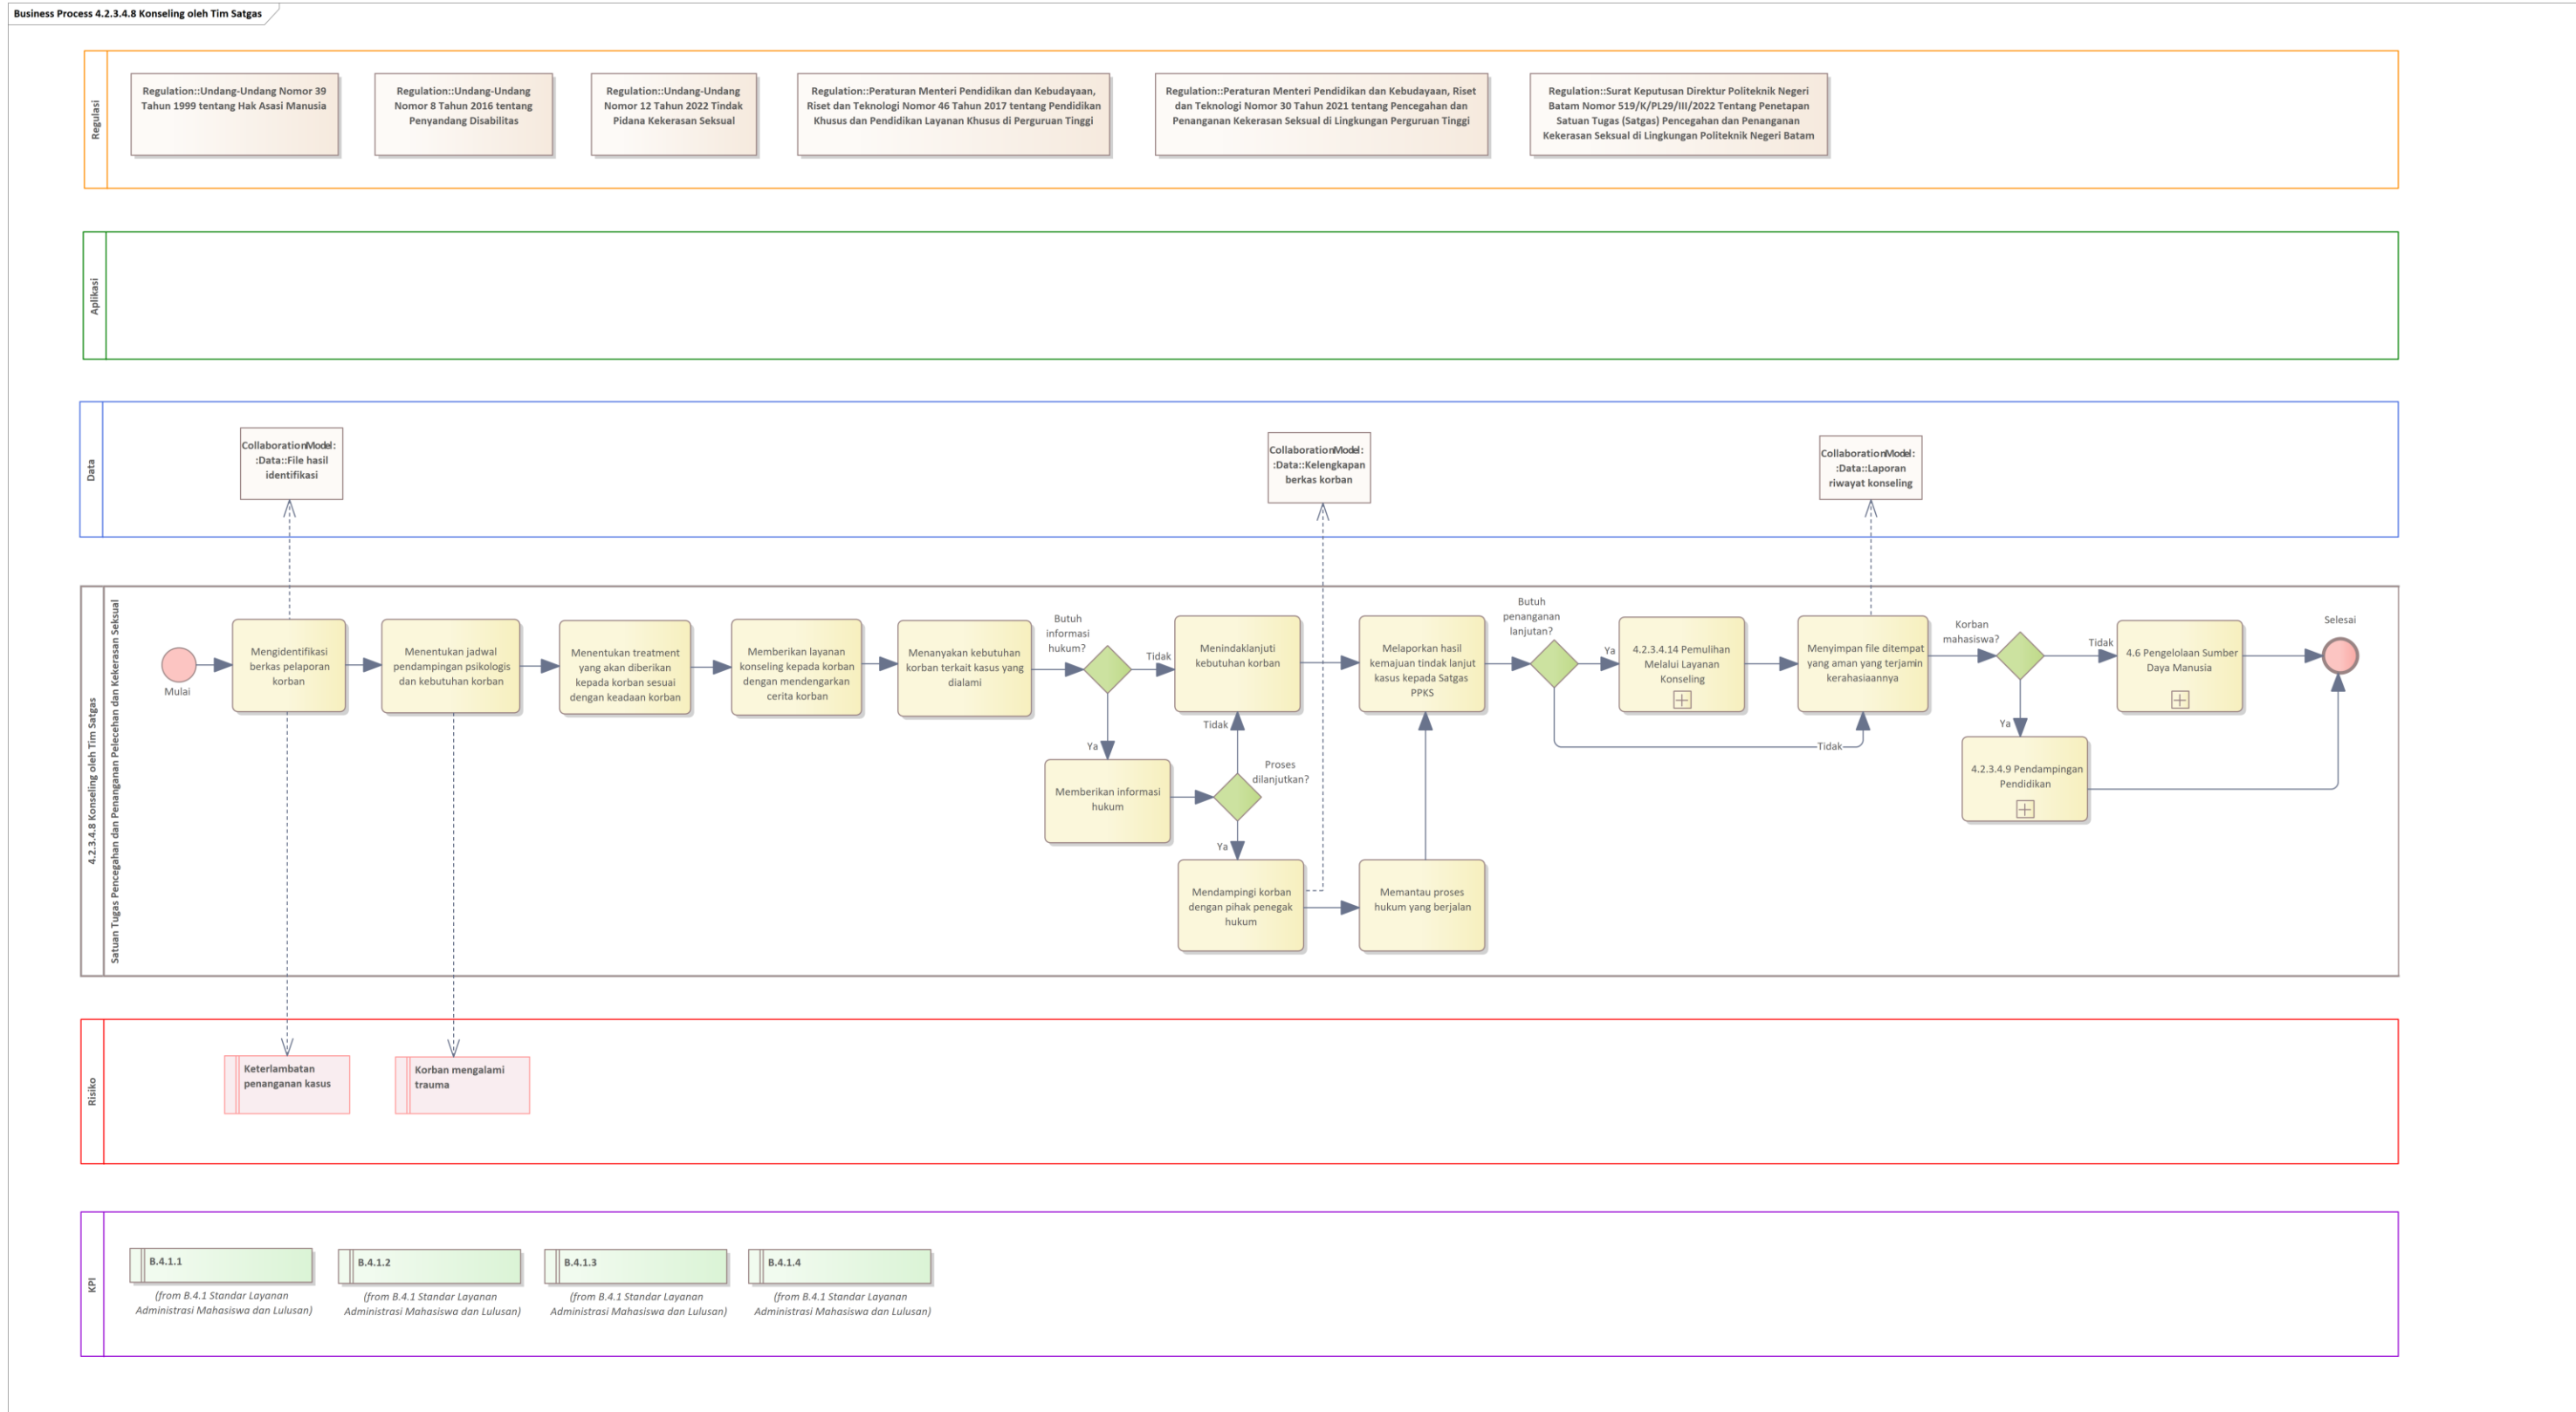 Business Process 4.2.3.4.8 Konseling oleh Tim Satgas
Regulasi
Regulation::Undang-Undang Nomor 39
Tahun 1999 tentang Hak Asasi Manusia
Regulation::Undang-Undang
Nomor 8 Tahun 2016 tentang
Penyandang Disabilitas
Regulation::Undang-Undang
Nomor 12 Tahun 2022 Tindak
Pidana Kekerasan Seksual
Regulation::Peraturan Menteri Pendidikan dan Kebudayaan,
Riset dan Teknologi Nomor 46 Tahun 2017 tentang Pendidikan
Khusus dan Pendidikan Layanan Khusus di Perguruan Tinggi
Regulation::Peraturan Menteri Pendidikan dan Kebudayaan, Riset
dan Teknologi Nomor 30 Tahun 2021 tentang Pencegahan dan
Penanganan Kekerasan Seksual di Lingkungan Perguruan Tinggi
Regulation::Surat Keputusan Direktur Politeknik Negeri
Batam Nomor 519/K/PL29/III/2022 Tentang Penetapan
Satuan Tugas (Satgas) Pencegahan dan Penanganan
Kekerasan Seksual di Lingkungan Politeknik Negeri Batam
Aplikasi
Data
CollaborationModel:
:Data::File hasil
identifikasi
CollaborationModel:
:Data::Kelengkapan
berkas korban
CollaborationModel:
:Data::Laporan
riwayat konseling
4.2.3.4.8 Konseling oleh Tim Satgas
Satuan Tugas Pencegahan dan Penanganan Pelecehan dan Kekerasan Seksual
Mulai
Mengidentifikasi
berkas pelaporan
korban
Menentukan jadwal
pendampingan psikologis
dan kebutuhan korban
Menentukan treatment
yang akan diberikan
kepada korban sesuai
dengan keadaan korban
Memberikan layanan
konseling kepada korban
dengan mendengarkan
cerita korban
Menanyakan kebutuhan
korban terkait kasus yang
dialami
Butuh
informasi
hukum?
Tidak
Ya
Menindaklanjuti
kebutuhan korban
Memberikan informasi
hukum
Tidak
Proses
dilanjutkan?
Ya
Mendampingi korban
dengan pihak penegak
hukum
Memantau proses
hukum yang berjalan
Melaporkan hasil
kemajuan tindak lanjut
kasus kepada Satgas
PPKS
Butuh
penanganan
lanjutan?
Ya
Tidak
4.2.3.4.14 Pemulihan
Melalui Layanan
Konseling
Menyimpan file ditempat
yang aman yang terjamin
kerahasiaannya
Korban
mahasiswa?
Tidak
Ya
4.6 Pengelolaan Sumber
Daya Manusia
4.2.3.4.9 Pendampingan
Pendidikan
Selesai
Risiko
Keterlambatan
penanganan kasus
Korban mengalami
trauma
KPI
B.4.1.1
(from B.4.1 Standar Layanan
Administrasi Mahasiswa dan Lulusan)
B.4.1.2
(from B.4.1 Standar Layanan
Administrasi Mahasiswa dan Lulusan)
B.4.1.3
(from B.4.1 Standar Layanan
Administrasi Mahasiswa dan Lulusan)
B.4.1.4
(from B.4.1 Standar Layanan
Administrasi Mahasiswa dan Lulusan)